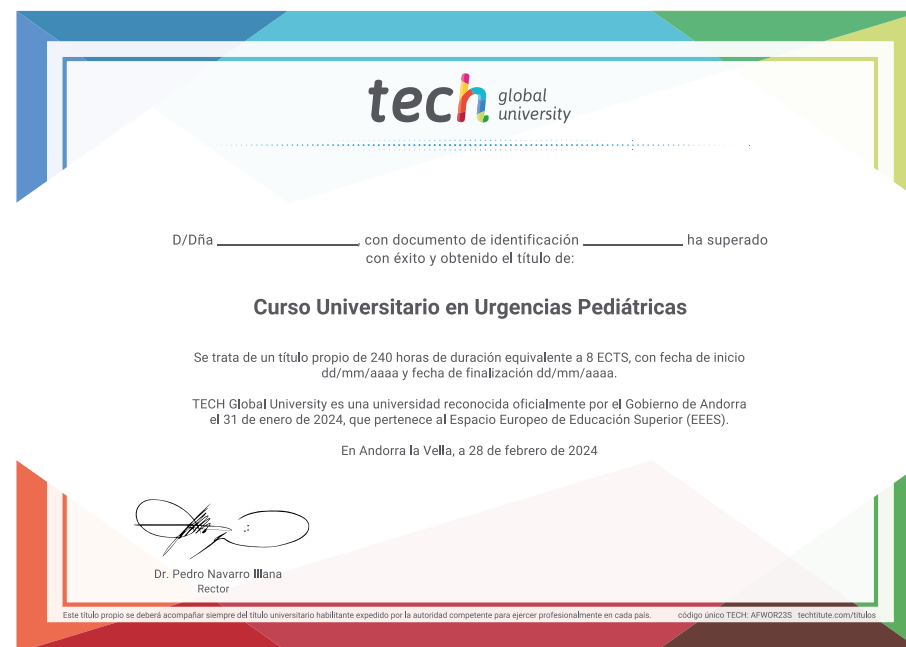 tech global university
D/Dña ____________, con documento de identificación ____________ ha superado
con éxito y obtenido el título de:
Curso Universitario en Urgencias Pediátricas
Se trata de un título propio de 240 horas de duración equivalente a 8 ECTS, con fecha de inicio
dd/mm/aaaa y fecha de finalización dd/mm/aaaa.
TECH Global University es una universidad reconocida oficialmente por el Gobierno de Andorra
el 31 de enero de 2024, que pertenece al Espacio Europeo de Educación Superior (EEES).
En Andorra la Vella, a 28 de febrero de 2024
Dr. Pedro Navarro Illana
Rector
Este título propio se deberá acompañar siempre del título universitario habilitante expedido por la autoridad competente para ejercer profesionalmente en cada país. código único TECH: AFWOR23S techtitute.com/titulos